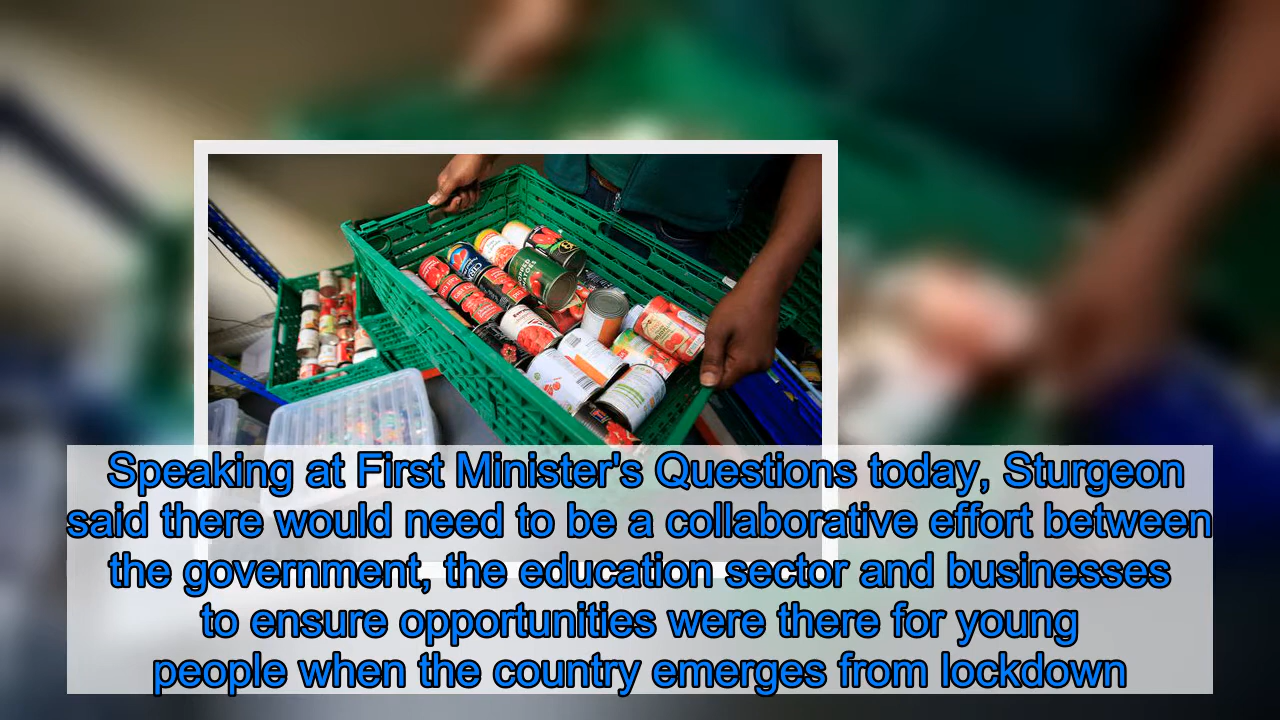 Speaking at First Minister's Questions today, Sturgeon
said there would need to be a collaborative effort between
the government, the education sector and businesses
to ensure opportunities were there for young
people when the country emerges from lockdown